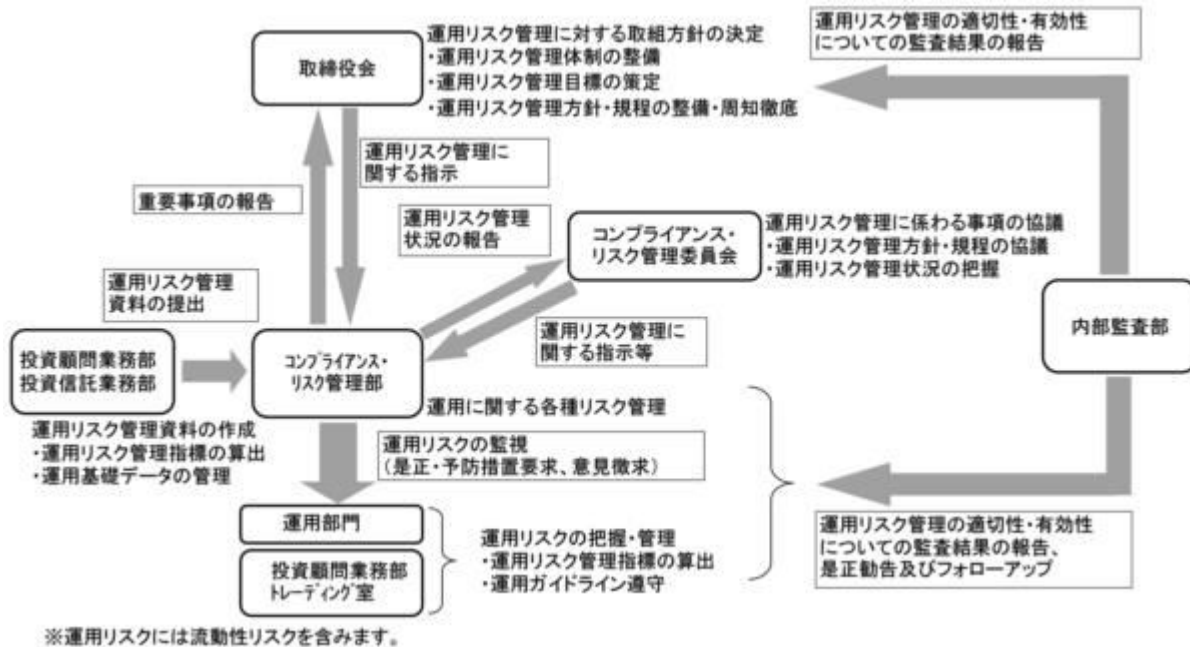 取締役会
運用リスク管理に対する取組方針の決定
・運用リスク管理体制の整備
・運用リスク管理目標の策定
・運用リスク管理方針・規程の整備・周知徹底
運用リスク管理の適切性・有効性
についての監査結果の報告
運用リスク管理に
関する指示
重要事項の報告
運用リスク管理
状況の報告
コンプライアンス・
リスク管理委員会
運用リスク管理に係わる事項の協議
・運用リスク管理方針・規程の協議
・運用リスク管理状況の把握
運用リスク管理
資料の提出
運用リスク管理に
関する指示等
内部監査部
投資顧問業務部
投資信託業務部
コンプライアンス・
リスク管理部
運用に関する各種リスク管理
運用リスク管理資料の作成
・運用リスク管理指標の算出
・運用基礎データの管理
運用リスクの監視
（是正・予防措置要求、意見徴求）
運用部門
投資顧問業務部
トレーディング室
運用リスクの把握・管理
・運用リスク管理指標の算出
・運用ガイドライン遵守
運用リスク管理の適切性・有効性
についての監査結果の報告、
是正勧告及びフォローアップ
※運用リスクには流動性リスクを含みます。